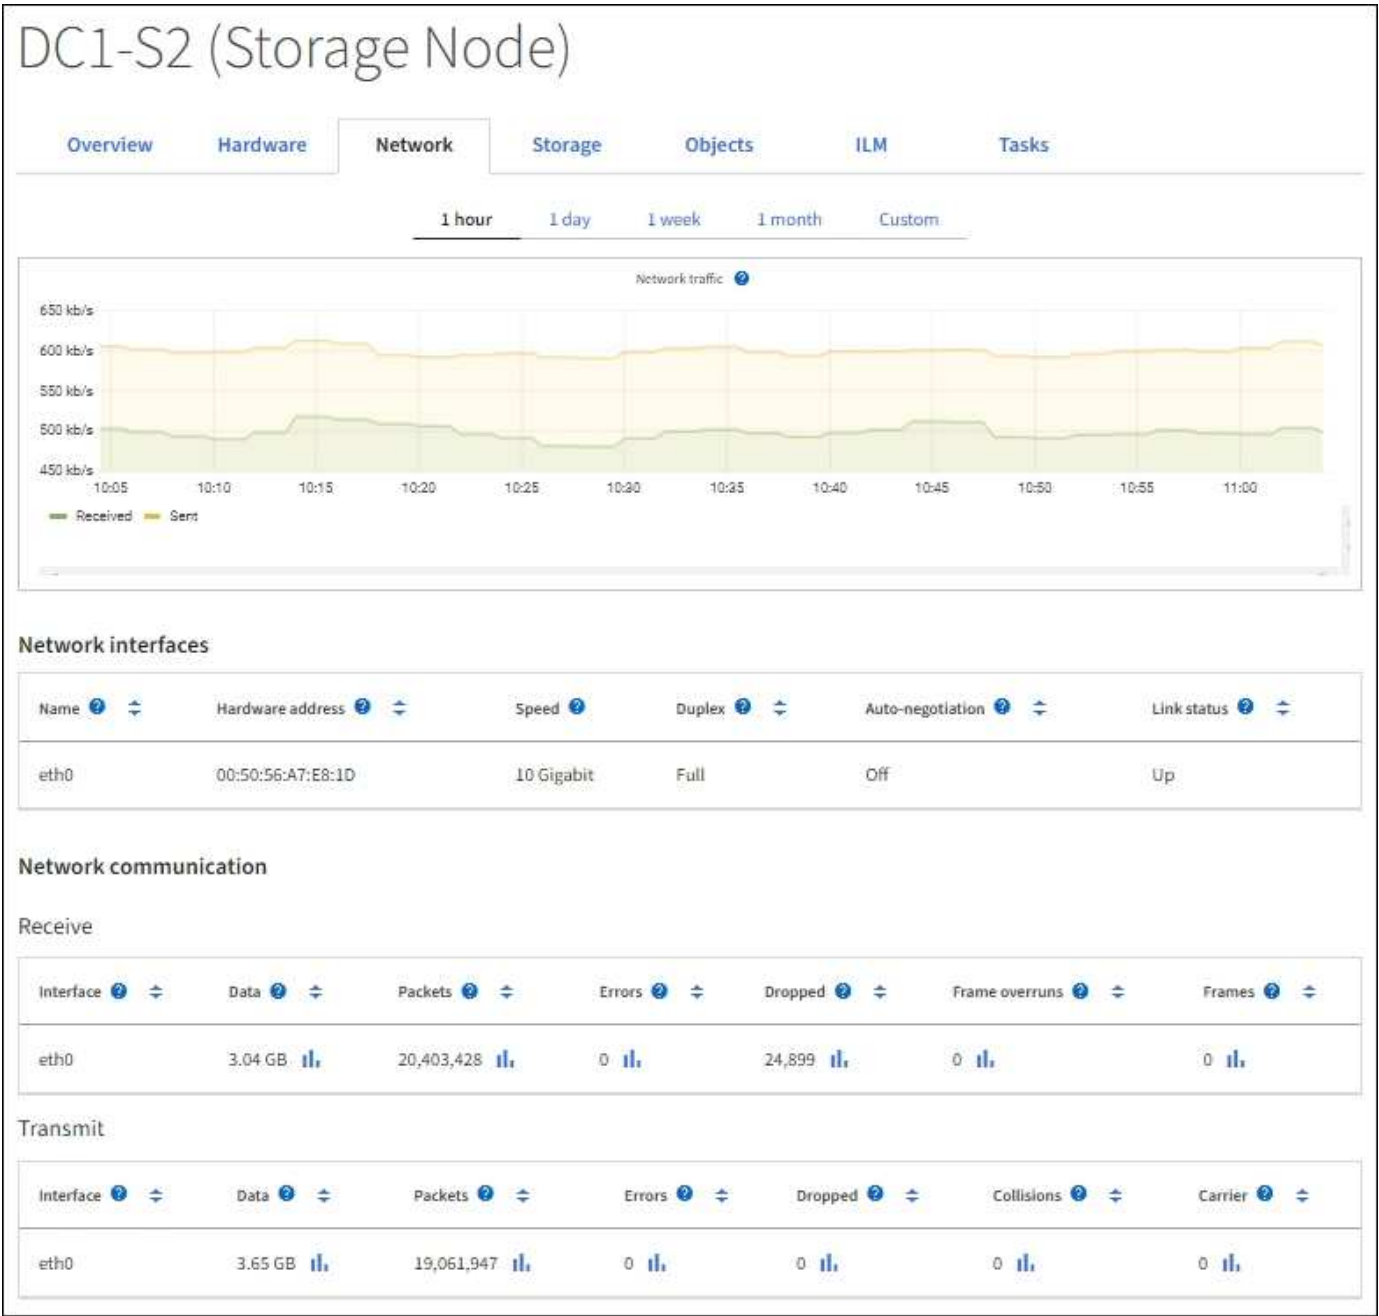 DC1-S2 (Storage Node)
Overview Hardware Network Storage Objects ILM Tasks
1 hour 1 day 1 week 1 month Custom
Network traffic ?
650 kb/s
600 kb/s
550 kb/s
500 kb/s
450 kb/s
10:05 10:10 10:15 10:20 10:25 10:30 10:35 10:40 10:45 10:50 10:55 11:00
Received Sent
Network interfaces
Name ? Hardware address ? Speed ? Duplex ? Auto-negotiation ? Link status ?
eth0 00:50:56:A7:E8:1D 10 Gigabit Full Off Up
Network communication
Receive
Interface ? Data ? Packets ? Errors ? Dropped ? Frame overruns ? Frames ?
eth0 3.04 GB 20,403,428 0 24,899 0 0
Transmit
Interface ? Data ? Packets ? Errors ? Dropped ? Collisions ? Carrier ?
eth0 3.65 GB 19,061,947 0 0 0 0